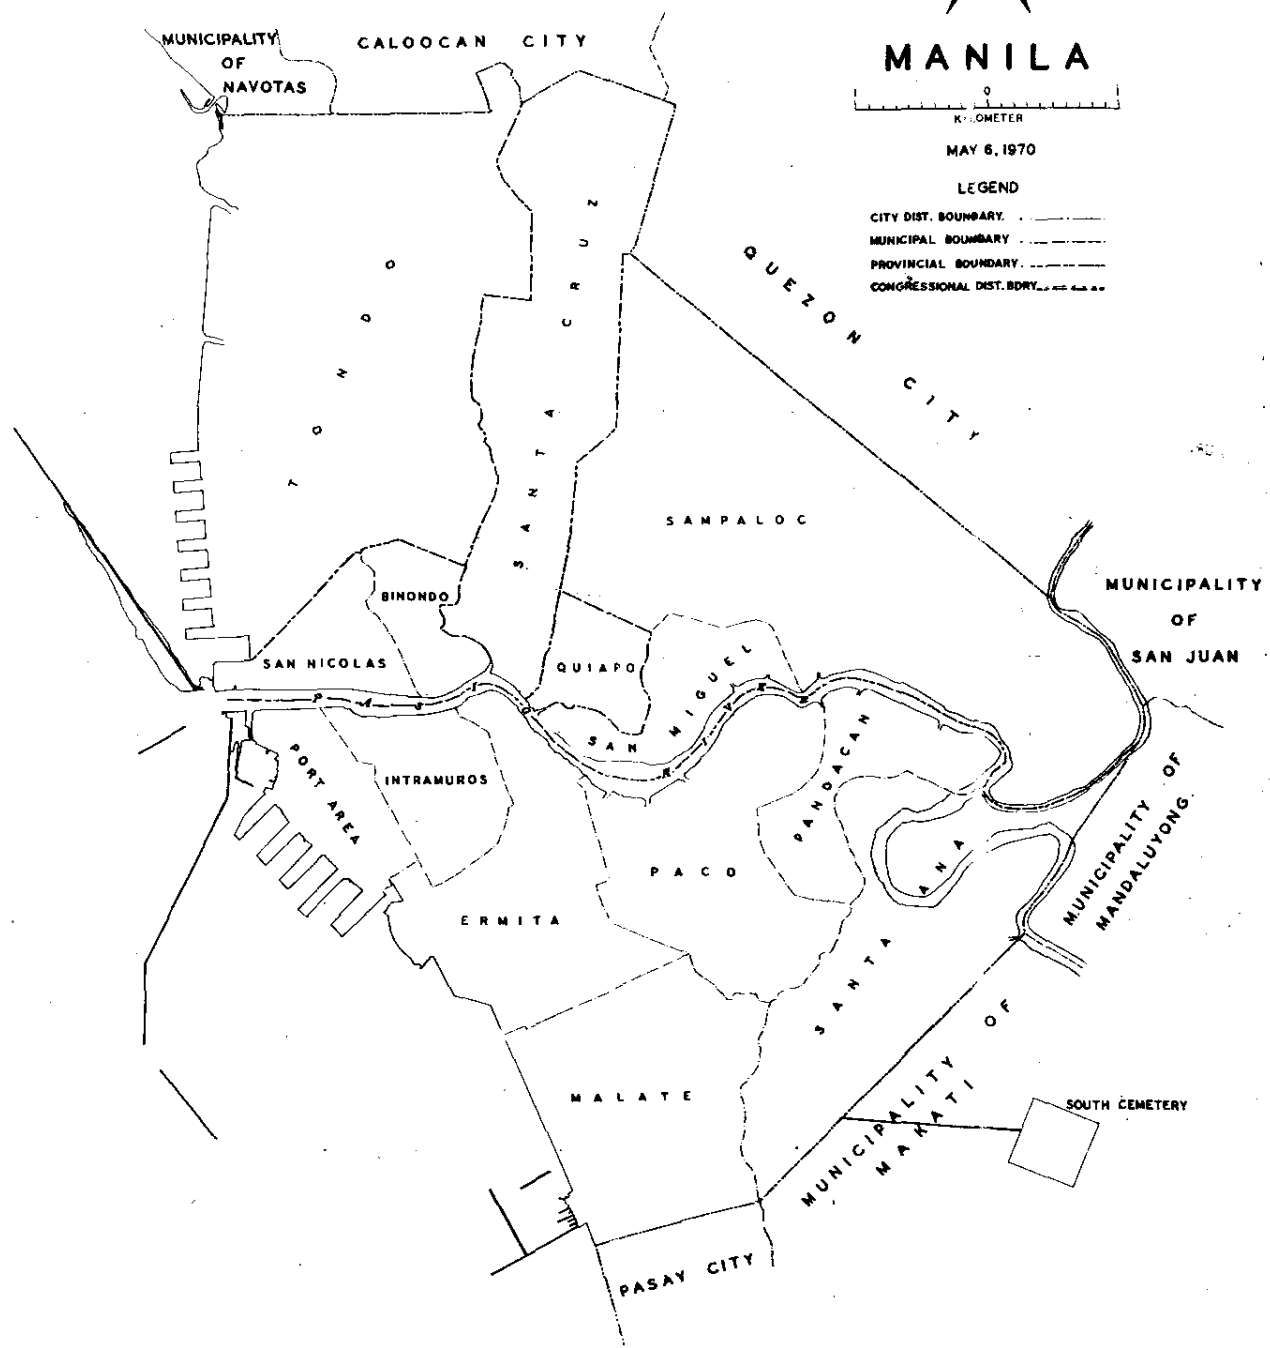 MANILA
0
KILOMETER
MAY 6, 1970
LEGEND
CITY DIST. BOUNDARY.
MUNICIPAL BOUNDARY
PROVINCIAL BOUNDARY.
CONGRESSIONAL DIST. BDRY.
MUNICIPALITY
OF
NAVOTAS
CALOOCAN CITY
QUEZON CITY
TONDO
SANTA CRUZ
SAMPALOC
BINONDO
SAN NICOLAS
QUIAPO
SAN MIGUEL
PASIG RIVER
MUNICIPALITY
OF
SAN JUAN
PORT AREA
INTRAMUROS
PANDACAN
PACO
ERMITA
SANTA ANA
MUNICIPALITY OF
MANDALUYONG.
MALATE
MUNICIPALITY OF
MAKATI
SOUTH CEMETERY
PASAY CITY